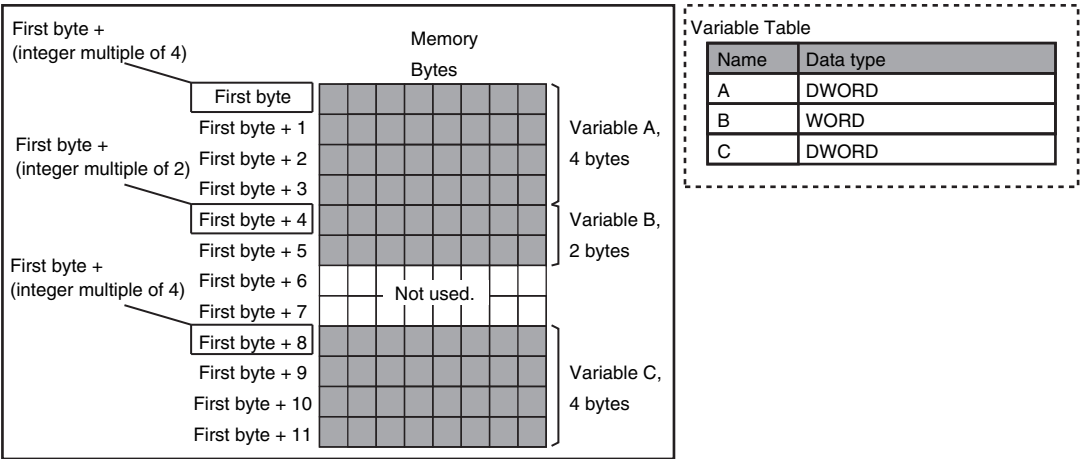 First byte +
(integer multiple of 4)
Memory
Bytes
First byte
First byte + 1
First byte + 2
First byte + 3
First byte +
(integer multiple of 2)
First byte + 4
First byte + 5
First byte +
(integer multiple of 4)
First byte + 6
First byte + 7
First byte + 8
First byte + 9
First byte + 10
First byte + 11
Not used.
Variable A,
4 bytes
Variable B,
2 bytes
Variable C,
4 bytes
Variable Table
Name Data type
A DWORD
B WORD
C DWORD